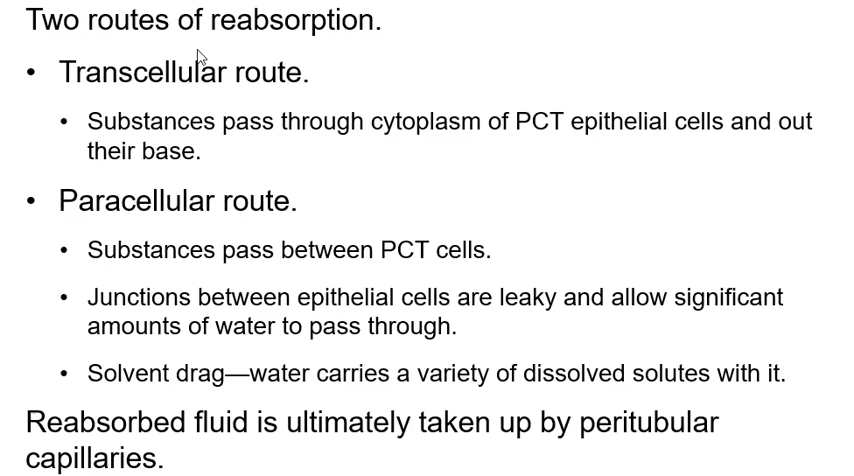 Two routes of reabsorption.
• Transcellular route.
• Substances pass through cytoplasm of PCT epithelial cells and out
their base.
• Paracellular route.
• Substances pass between PCT cells.
• Junctions between epithelial cells are leaky and allow significant
amounts of water to pass through.
• Solvent drag—water carries a variety of dissolved solutes with it.
Reabsorbed fluid is ultimately taken up by peritubular
capillaries.